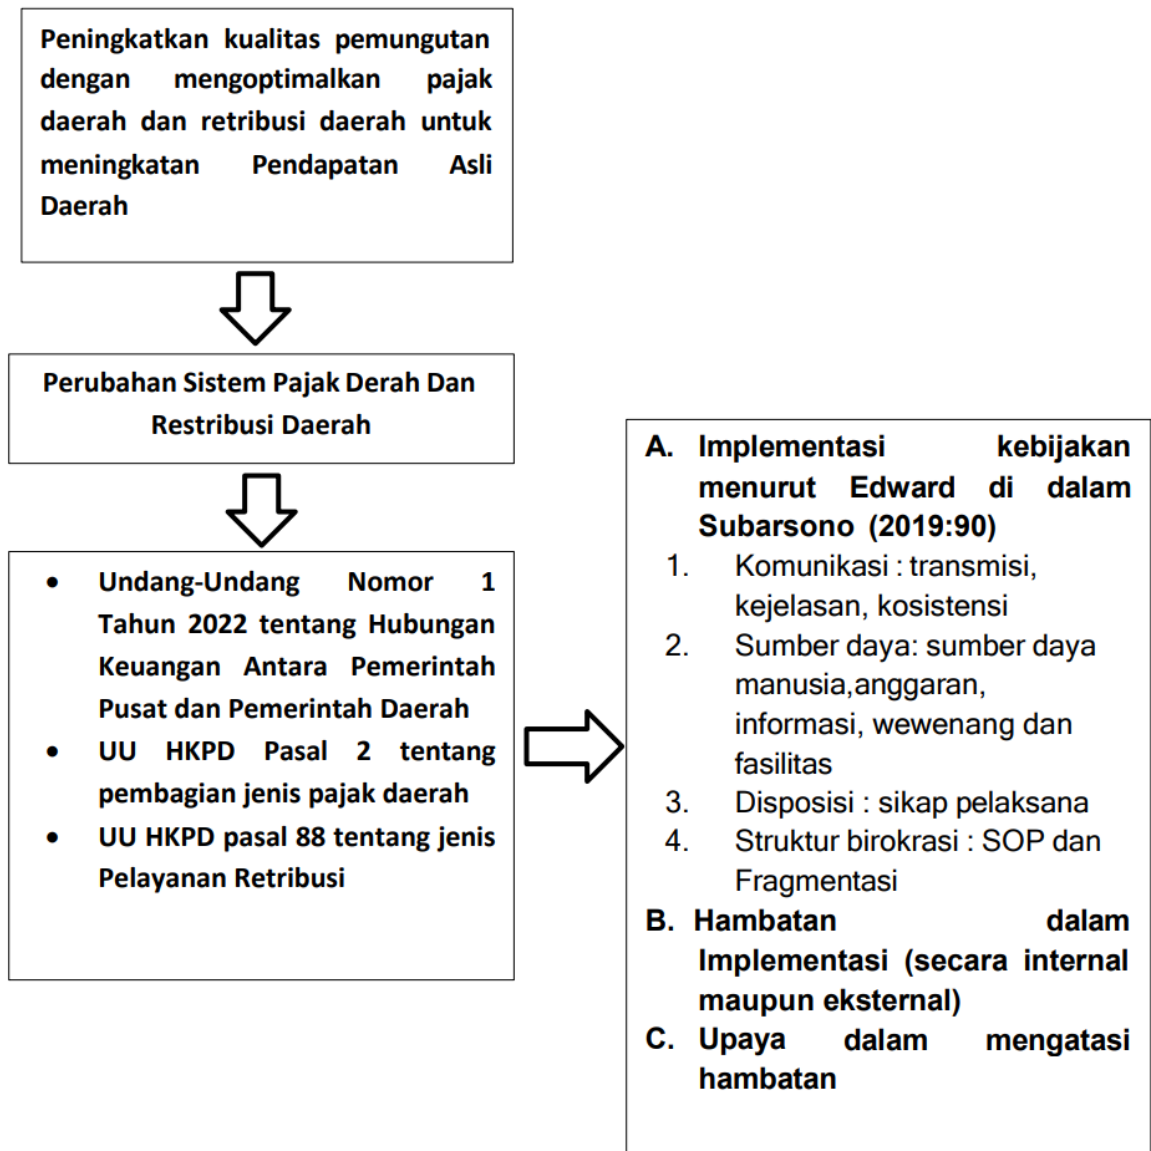 Peningkatkan kualitas pemungutan
dengan mengoptimalkan pajak
daerah dan retribusi daerah untuk
meningkatan Pendapatan Asli
Daerah
Perubahan Sistem Pajak Derah Dan
Restribusi Daerah
• Undang-Undang Nomor 1
Tahun 2022 tentang Hubungan
Keuangan Antara Pemerintah
Pusat dan Pemerintah Daerah
• UU HKPD Pasal 2 tentang
pembagian jenis pajak daerah
• UU HKPD pasal 88 tentang jenis
Pelayanan Retribusi
A. Implementasi kebijakan
menurut Edward di dalam
Subarsono (2019:90)
1. Komunikasi : transmisi,
kejelasan, kosistensi
2. Sumber daya: sumber daya
manusia,anggaran,
informasi, wewenang dan
fasilitas
3. Disposisi : sikap pelaksana
4. Struktur birokrasi : SOP dan
Fragmentasi
B. Hambatan dalam
Implementasi (secara internal
maupun eksternal)
C. Upaya dalam mengatasi
hambatan